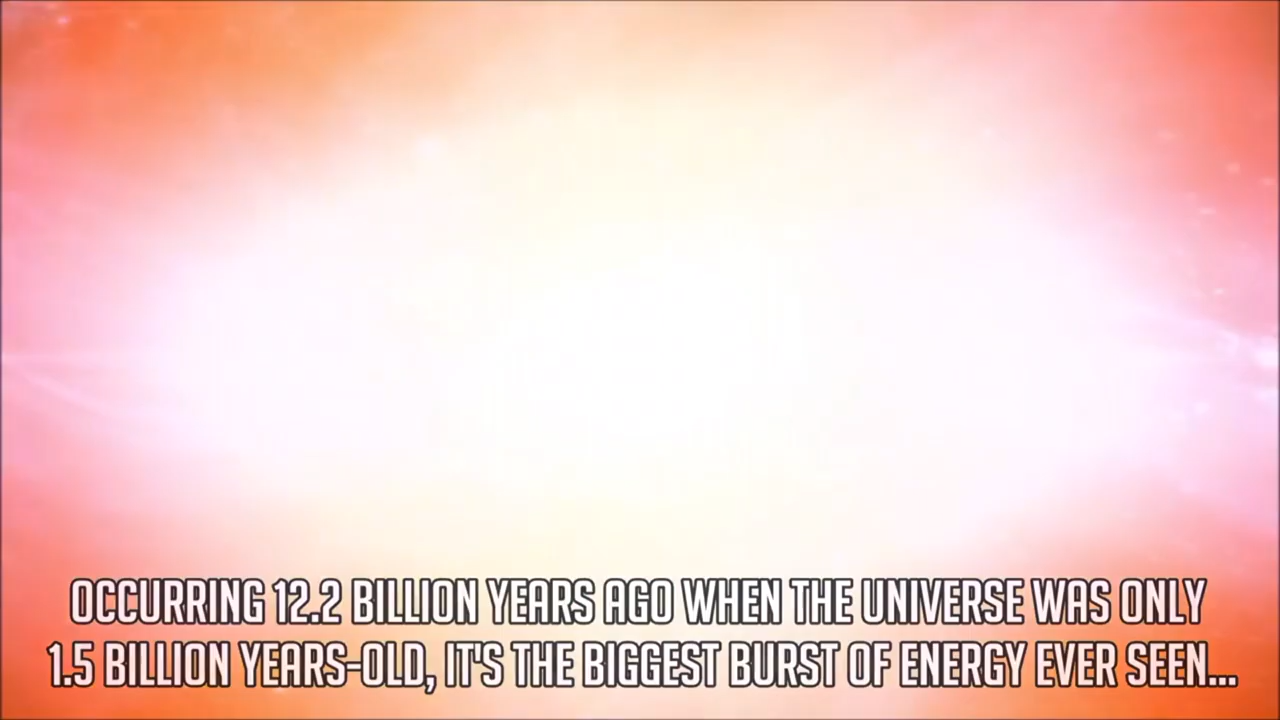 OCCURRING 12.2 BILLION YEARS AGO WHEN THE UNIVERSE WAS ONLY
1.5 BILLION YEARS-OLD, IT'S THE BIGGEST BURST OF ENERGY EVER SEEN...